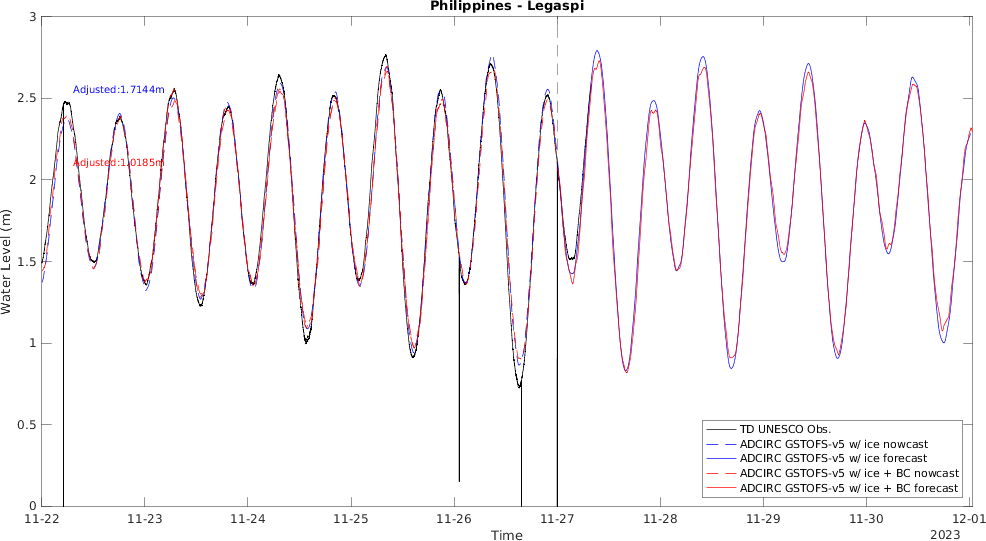 Philippines - Legaspi
3
2.5
2
1.5
1
0.5
0
Water Level (m)
Adjusted:1.7144m
Adjusted:1.0185m
TD UNESCO Obs.
ADCIRC GSTOFS-v5 w/ ice nowcast
ADCIRC GSTOFS-v5 w/ ice forecast
ADCIRC GSTOFS-v5 w/ ice + BC nowcast
ADCIRC GSTOFS-v5 w/ ice + BC forecast
11-22 11-23 11-24 11-25 11-26 11-27 11-28 11-29 11-30 12-01
Time
2023